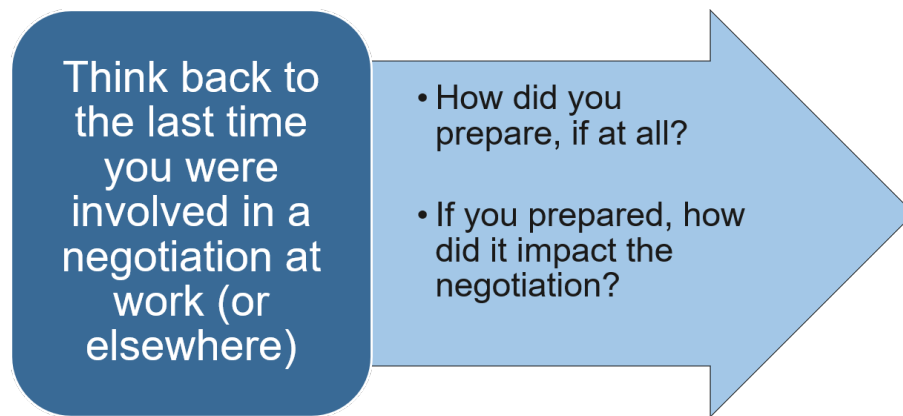 Think back to
the last time
you were
involved in a
negotiation at
work (or
elsewhere)
• How did you
prepare, if at all?
• If you prepared, how
did it impact the
negotiation?